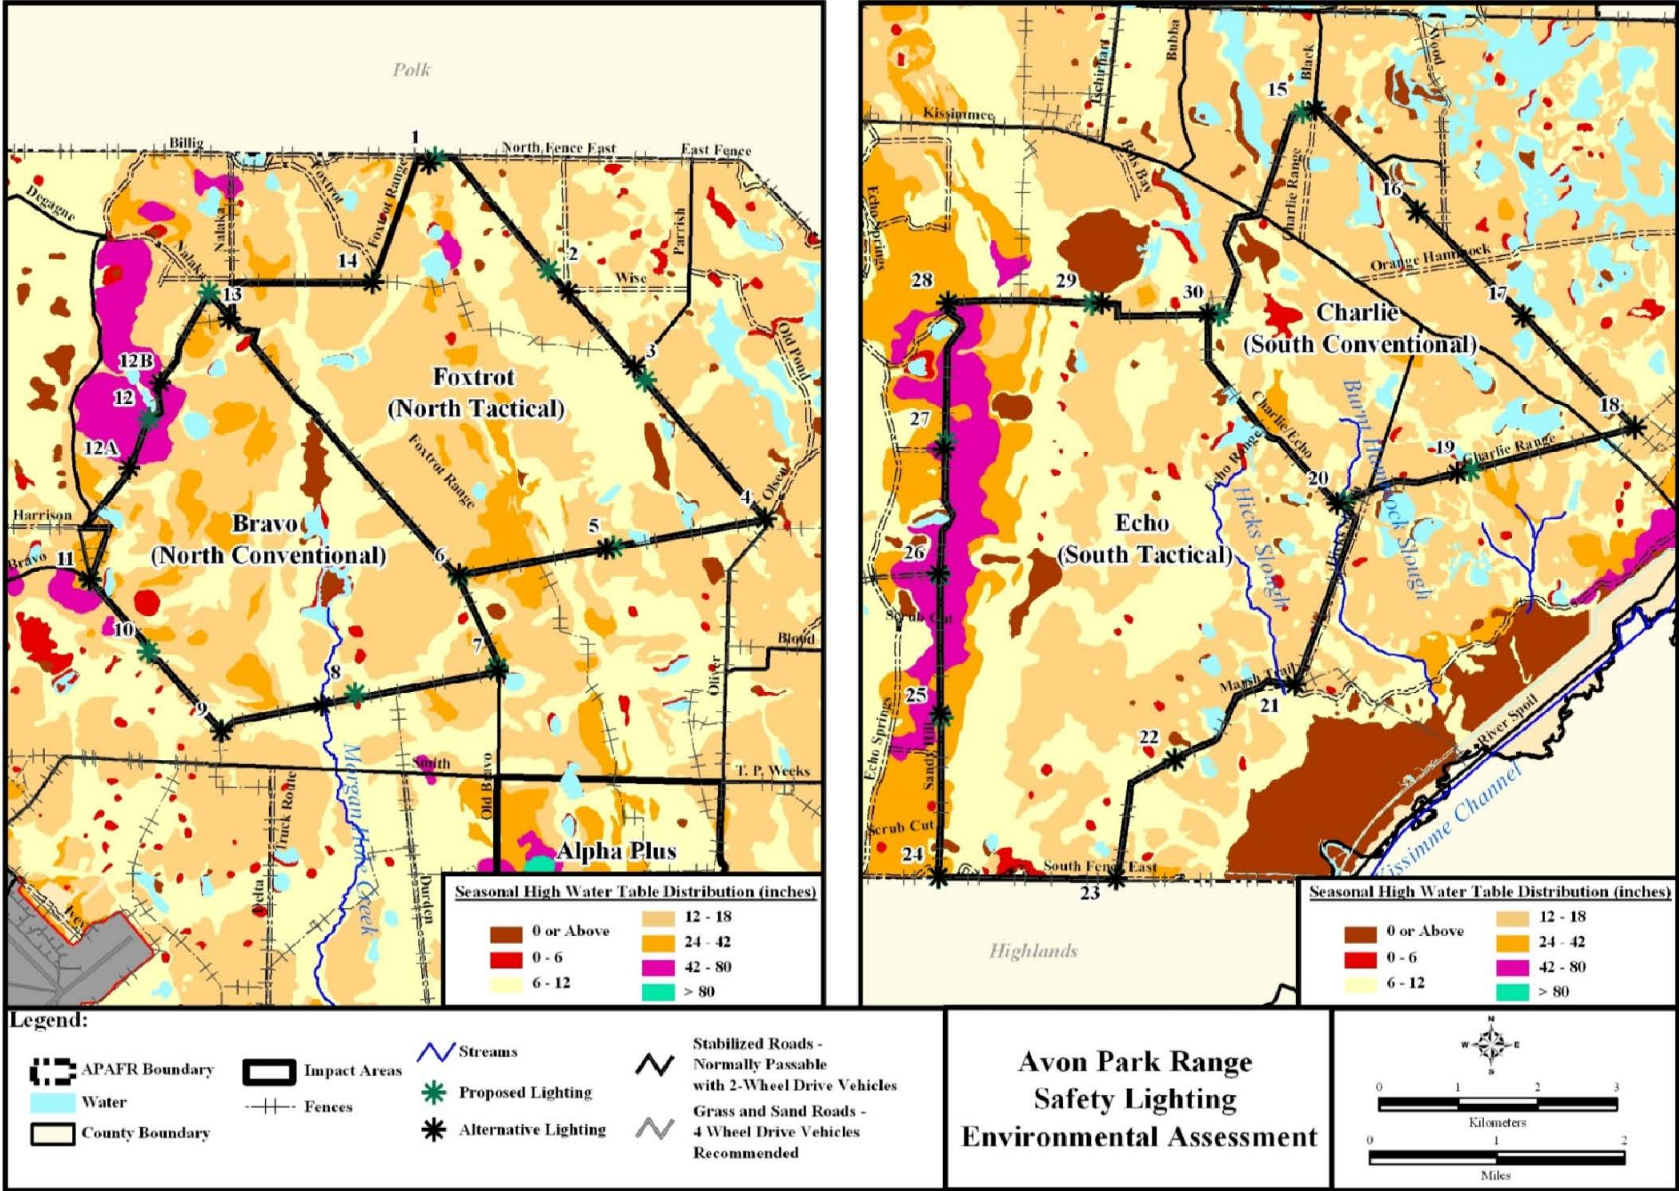 Polk
Billig
1
North Fence East
East Fence
Degagne
Foxtrot
Foxtrot Range
Nalaka
Nalaka
14
13
2
Wise
Parrish
3
Old Pond
12B
12
12A
Foxtrot
(North Tactical)
Foxtrot Range
4
Olsen
Harrison
Bravo
(North Conventional)
5
Bravo
11
6
10
7
Blood
Oliver
8
9
Smith
T. P. Weeks
Old Bravo
Truck Route
Morgan Hole Creek
Delta
Durden
Alpha Plus
Seasonal High Water Table Distribution (inches)
0 or Above
0 - 6
6 - 12
12 - 18
24 - 42
42 - 80
> 80
Kissimmee
Tschirhart
Bubba
15
Black
Wood
Bills Bay
Charlie Range
16
Echo Springs
Orange Hammock
28
29
30
17
Charlie
(South Conventional)
27
Charlie/Echo
Echo Range
Burnt Hammock Slough
18
19
Charlie Range
20
Hicks Slough
Echo
(South Tactical)
26
Scrub Cut
25
Marsh Trail
21
22
River Spoil
Echo Springs
Sandy Hill
Scrub Cut
24
South Fence East
23
Kissimme Channel
Highlands
Seasonal High Water Table Distribution (inches)
0 or Above
0 - 6
6 - 12
12 - 18
24 - 42
42 - 80
> 80
Legend:
APAFR Boundary
Water
County Boundary
Impact Areas
Fences
Streams
Proposed Lighting
Alternative Lighting
Stabilized Roads -
Normally Passable
with 2-Wheel Drive Vehicles
Grass and Sand Roads -
4 Wheel Drive Vehicles
Recommended
Avon Park Range
Safety Lighting
Environmental Assessment
N
W
E
S
0 1 2 3
Kilometers
0 1 2
Miles